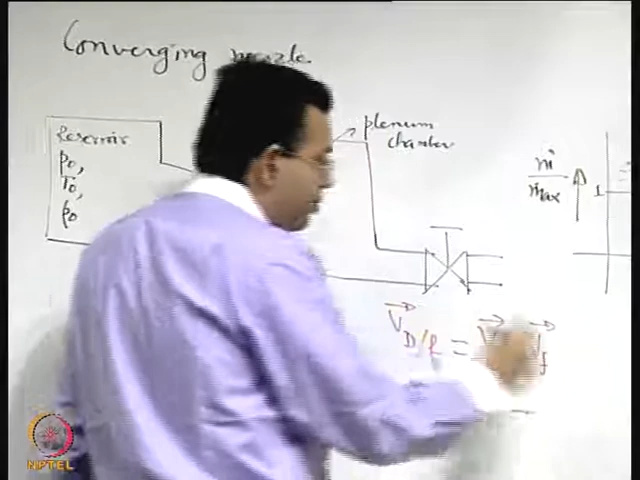 Converging nozzle
Reservoir
p₀,
T₀,
ρ₀
plenum
chamber
ṁ
ṁmax
1
V⃗D/f = V⃗ V⃗f
NPTEL